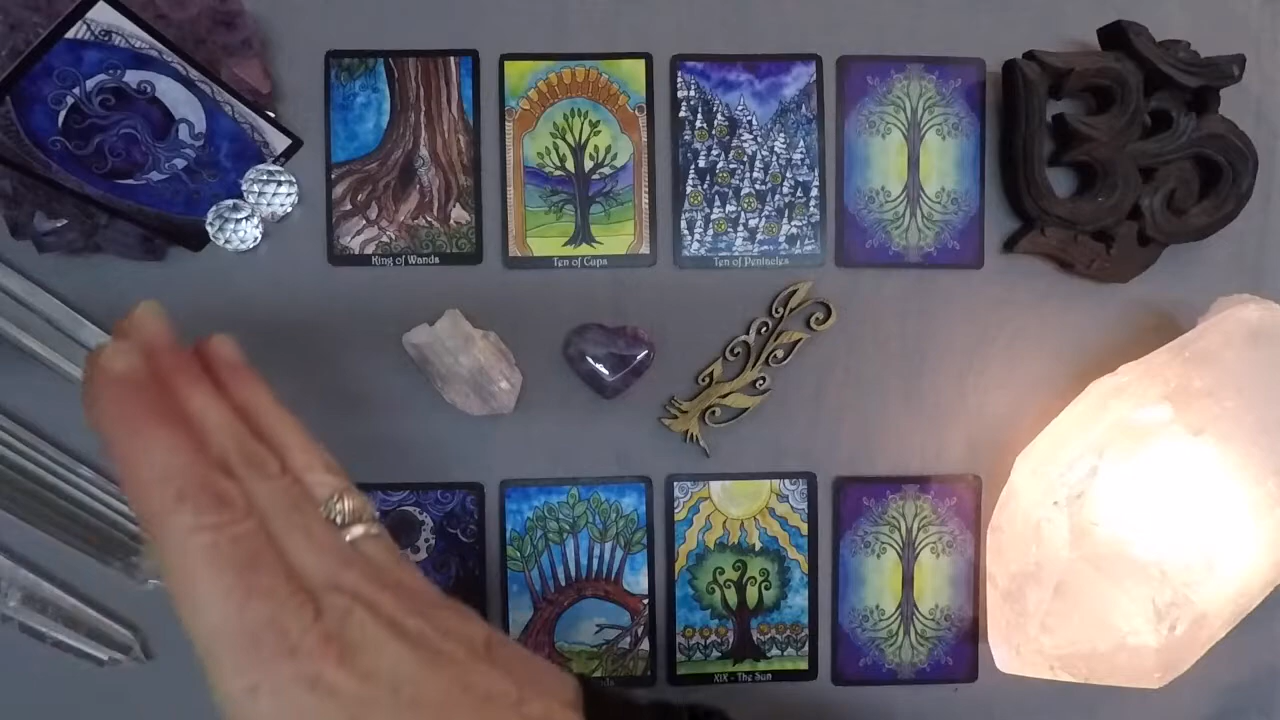 King of Wands
Ten of Cups
Ten of Pentacles
XIX - The Sun